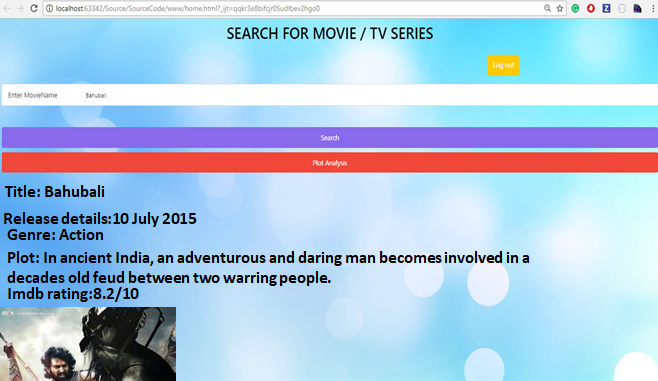 localhost:63342/Source/SourceCode/www/home.html?_ijt=qqkr3e8bifcjr05udlbev2hgo0
SEARCH FOR MOVIE / TV SERIES
Log out
Enter MovieName Bahubali
Search
Plot Analysis
Title: Bahubali
Release details:10 July 2015
Genre: Action
Plot: In ancient India, an adventurous and daring man becomes involved in a
decades old feud between two warring people.
Imdb rating:8.2/10